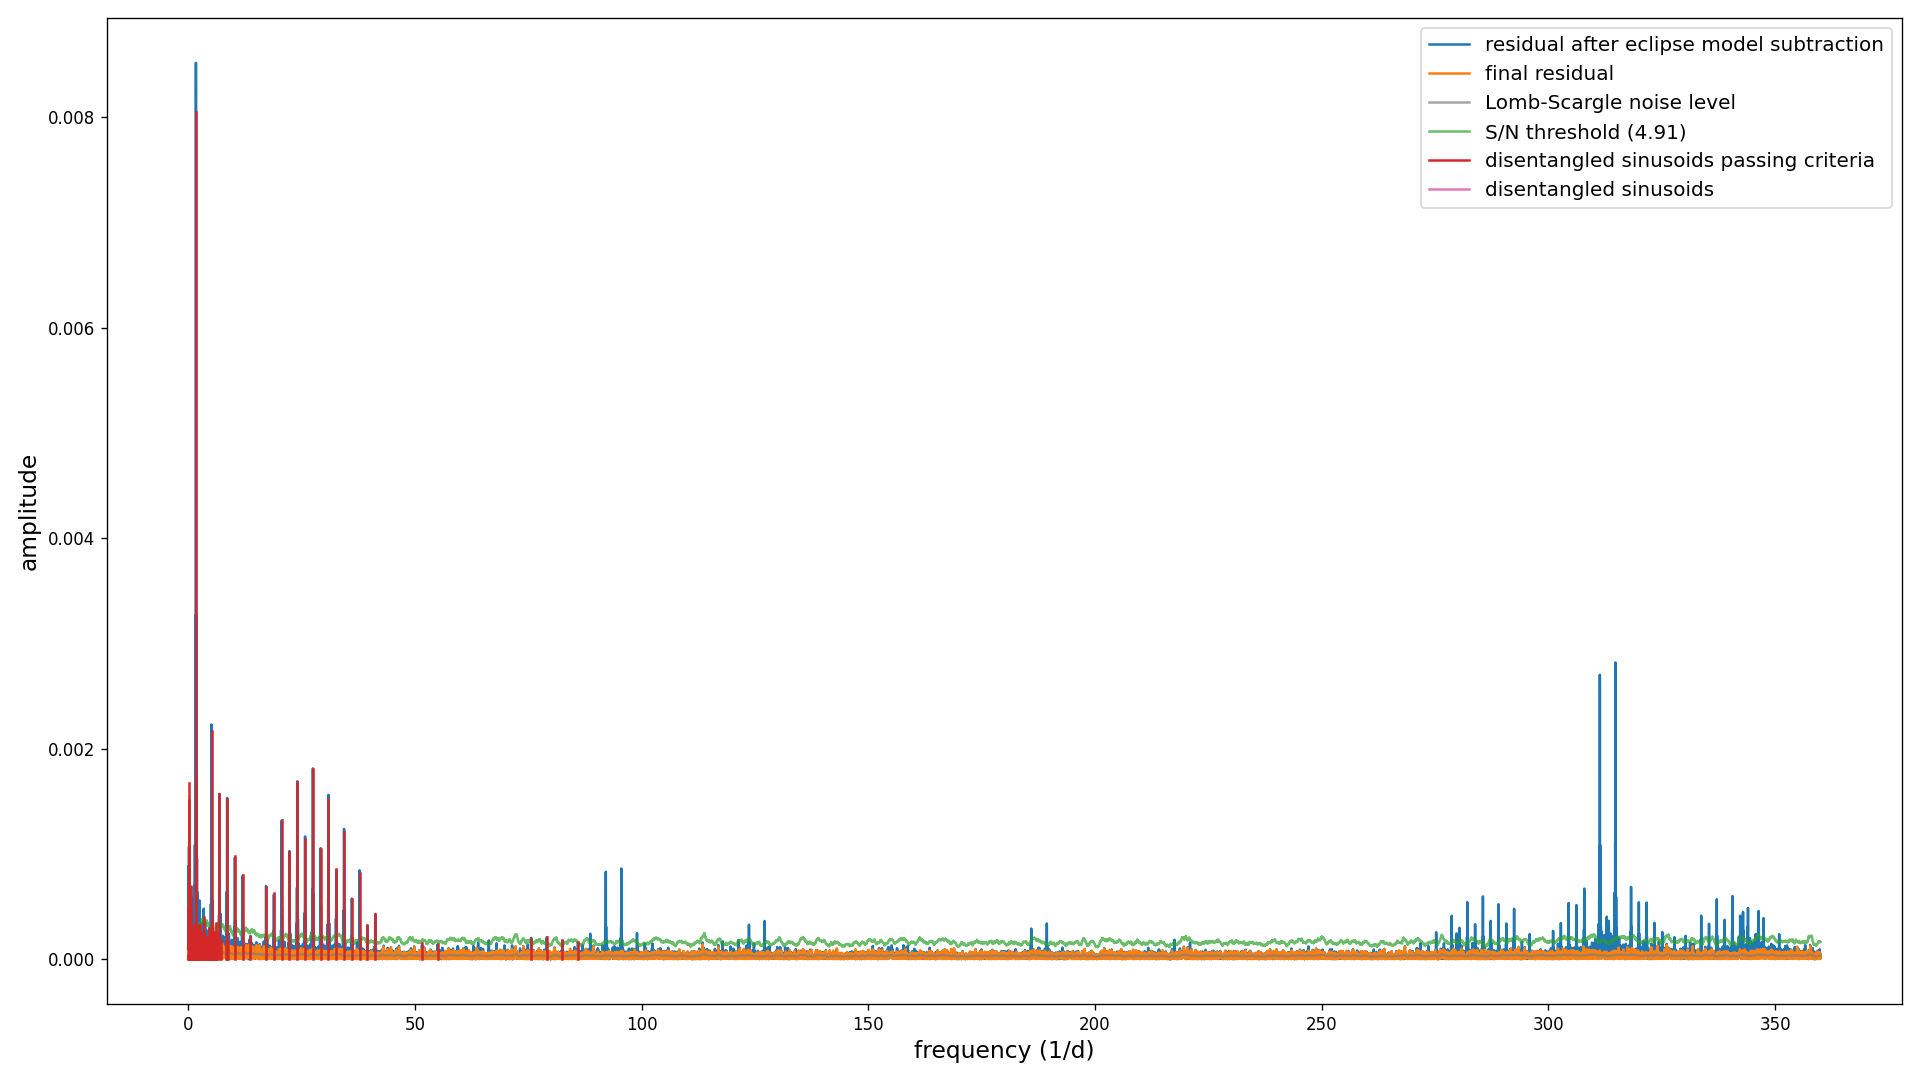 residual after eclipse model subtraction
final residual
Lomb-Scargle noise level
S/N threshold (4.91)
disentangled sinusoids passing criteria
disentangled sinusoids
0.008
0.006
0.004
0.002
0.000
amplitude
0 50 100 150 200 250 300 350
frequency (1/d)